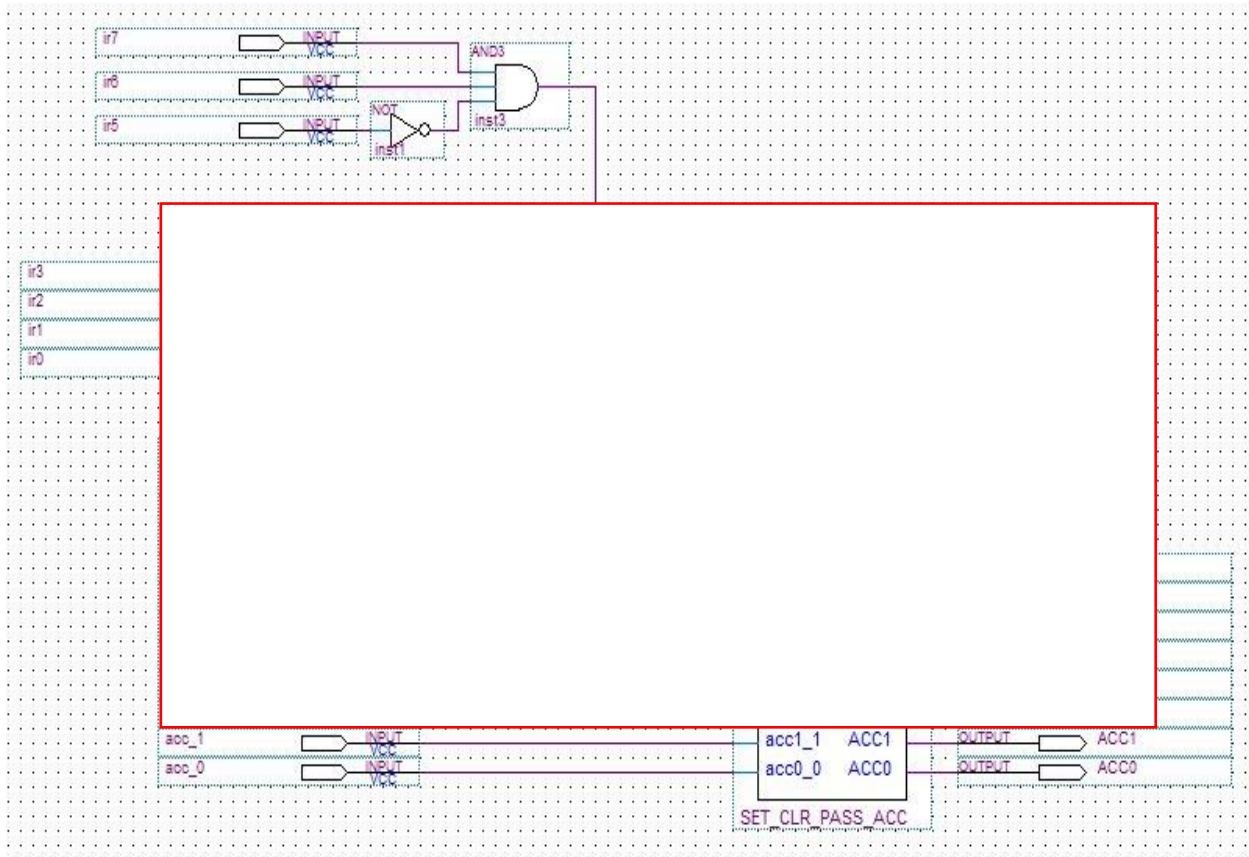 ir7 INPUT VCC
AND3
ir6 INPUT VCC
NOT
ir5 INPUT VCC
inst3
inst1
ir3
ir2
ir1
ir0
acc_1 INPUT VCC acc1_1 ACC1 OUTPUT ACC1
acc_0 INPUT VCC acc0_0 ACC0 OUTPUT ACC0
SET_CLR_PASS_ACC